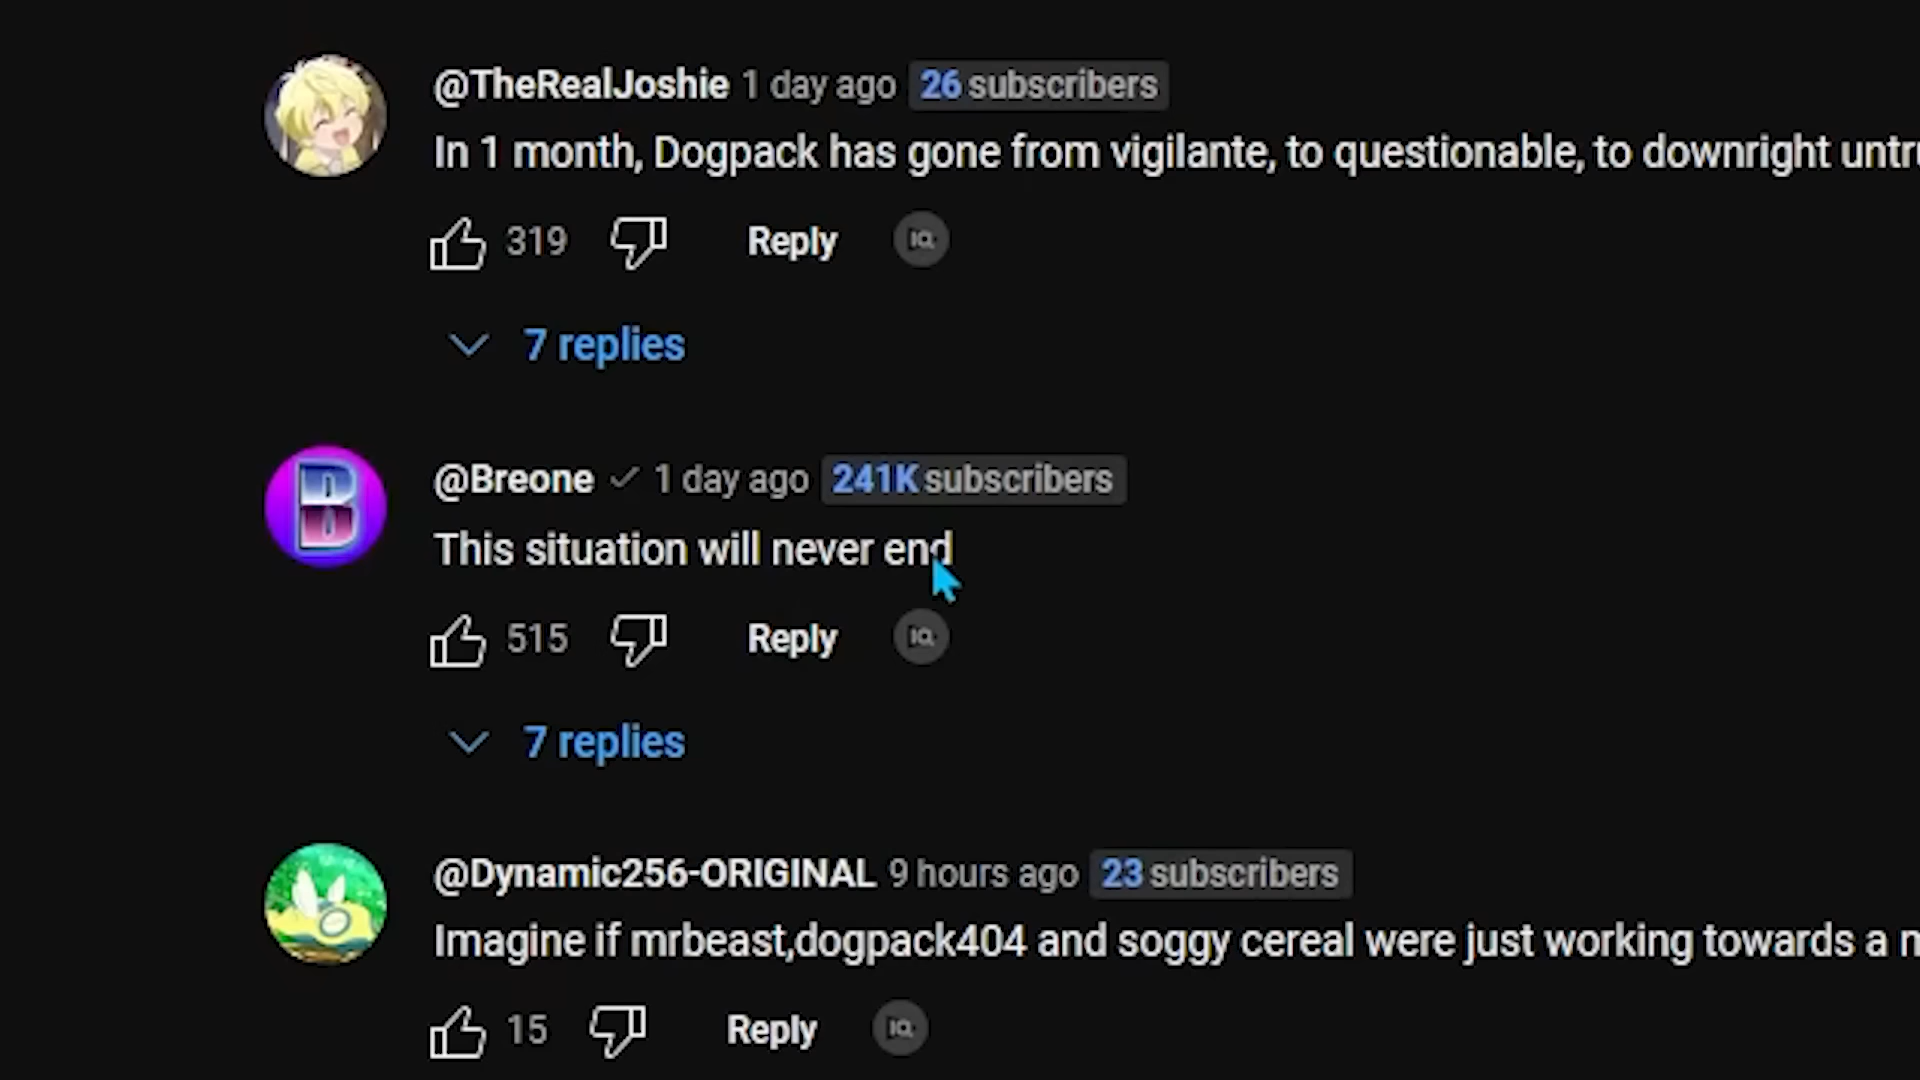 @TheRealJoshie 1 day ago 26 subscribers
In 1 month, Dogpack has gone from vigilante, to questionable, to downright
319 Reply IQ
7 replies
B
@Breone 1 day ago 241K subscribers
This situation will never end
515 Reply IQ
7 replies
@Dynamic256-ORIGINAL 9 hours ago 23 subscribers
Imagine if mrbeast,dogpack404 and soggy cereal were just working towards a
15 Reply IQ